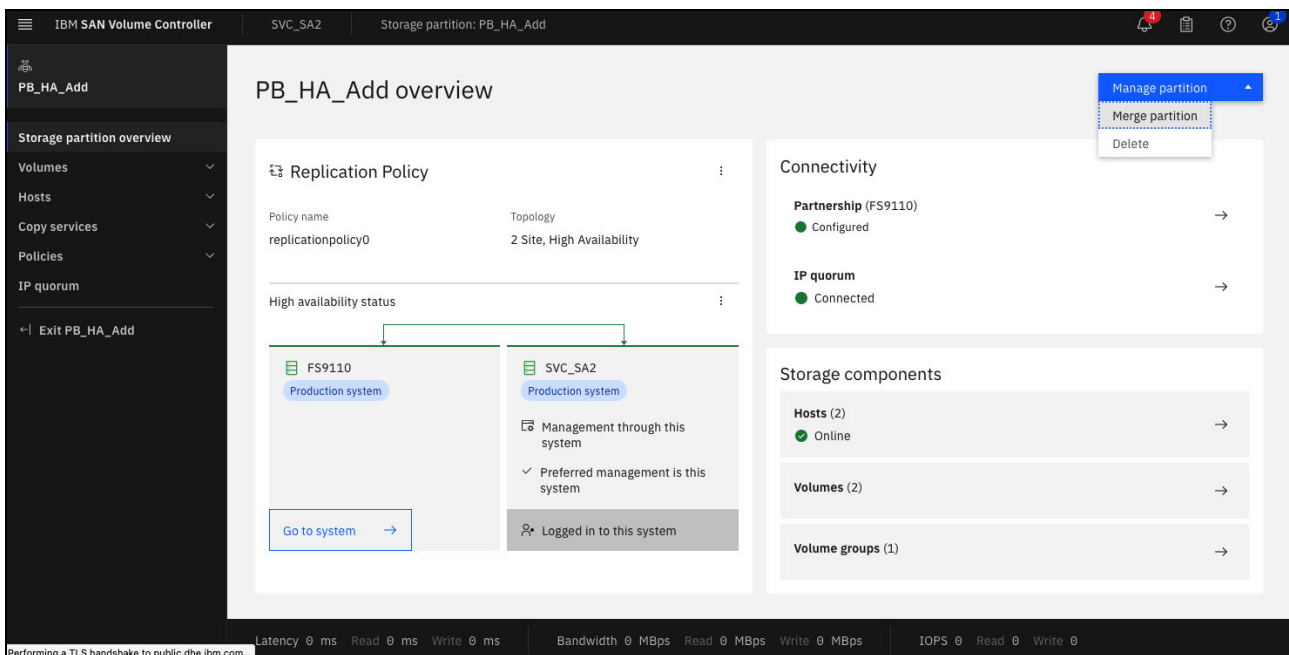 IBM SAN Volume Controller
SVC_SA2
Storage partition: PB_HA_Add
4
1
PB_HA_Add
Storage partition overview
Volumes
Hosts
Copy services
Policies
IP quorum
Exit PB_HA_Add
PB_HA_Add overview
Manage partition
Merge partition
Delete
Replication Policy
Policy name
replicationpolicy0
Topology
2 Site, High Availability
High availability status
FS9110
Production system
Go to system
SVC_SA2
Production system
Management through this
system
Preferred management is this
system
Logged in to this system
Connectivity
Partnership (FS9110)
Configured
IP quorum
Connected
Storage components
Hosts (2)
Online
Volumes (2)
Volume groups (1)
Latency 0 ms Read 0 ms Write 0 ms
Bandwidth 0 MBps Read 0 MBps Write 0 MBps
IOPS 0 Read 0 Write 0
Performing a TLS handshake to public.dhe.ibm.com...